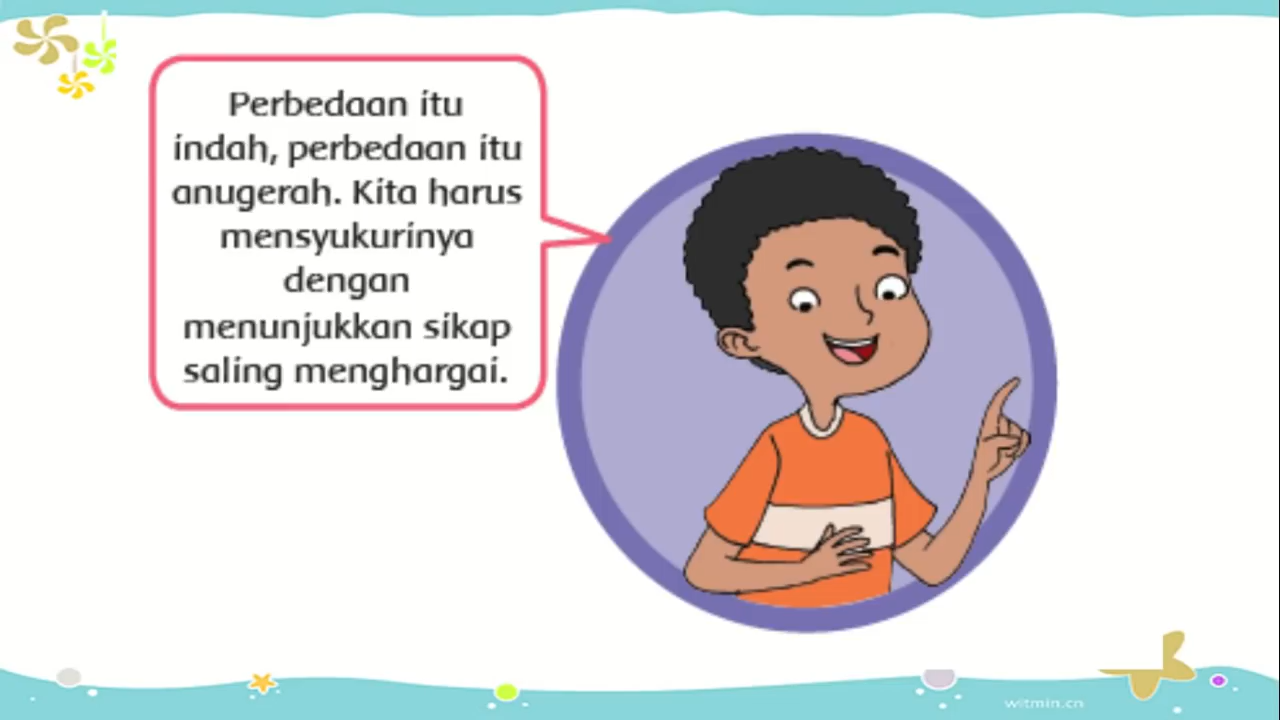 Perbedaan itu
indah, perbedaan itu
anugerah. Kita harus
mensyukurinya
dengan
menunjukkan sikap
saling menghargai.
witmin.cn